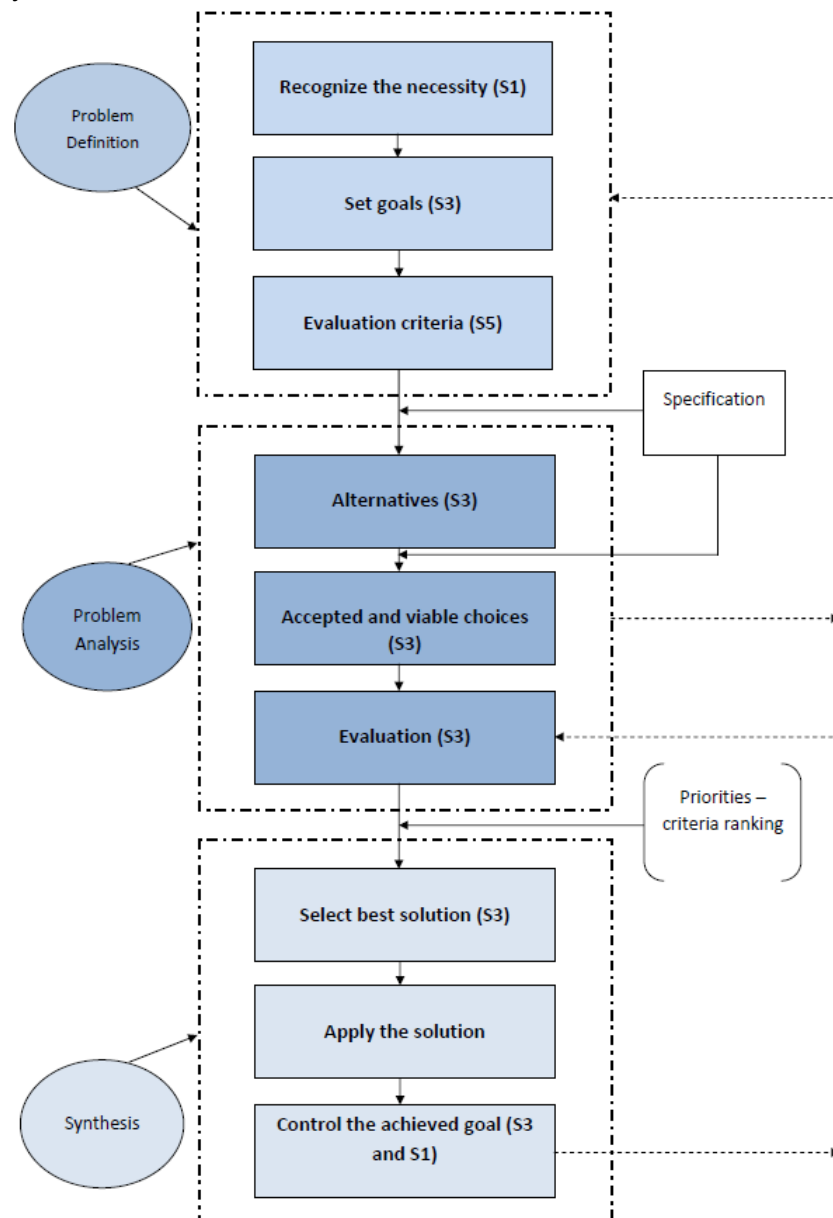 Recognize the necessity (S1)
Problem
Definition
Set goals (S3)
Evaluation criteria (S5)
Specification
Alternatives (S3)
Problem
Analysis
Accepted and viable choices
(S3)
Evaluation (S3)
Priorities –
criteria ranking
Select best solution (S3)
Apply the solution
Synthesis
Control the achieved goal (S3
and S1)